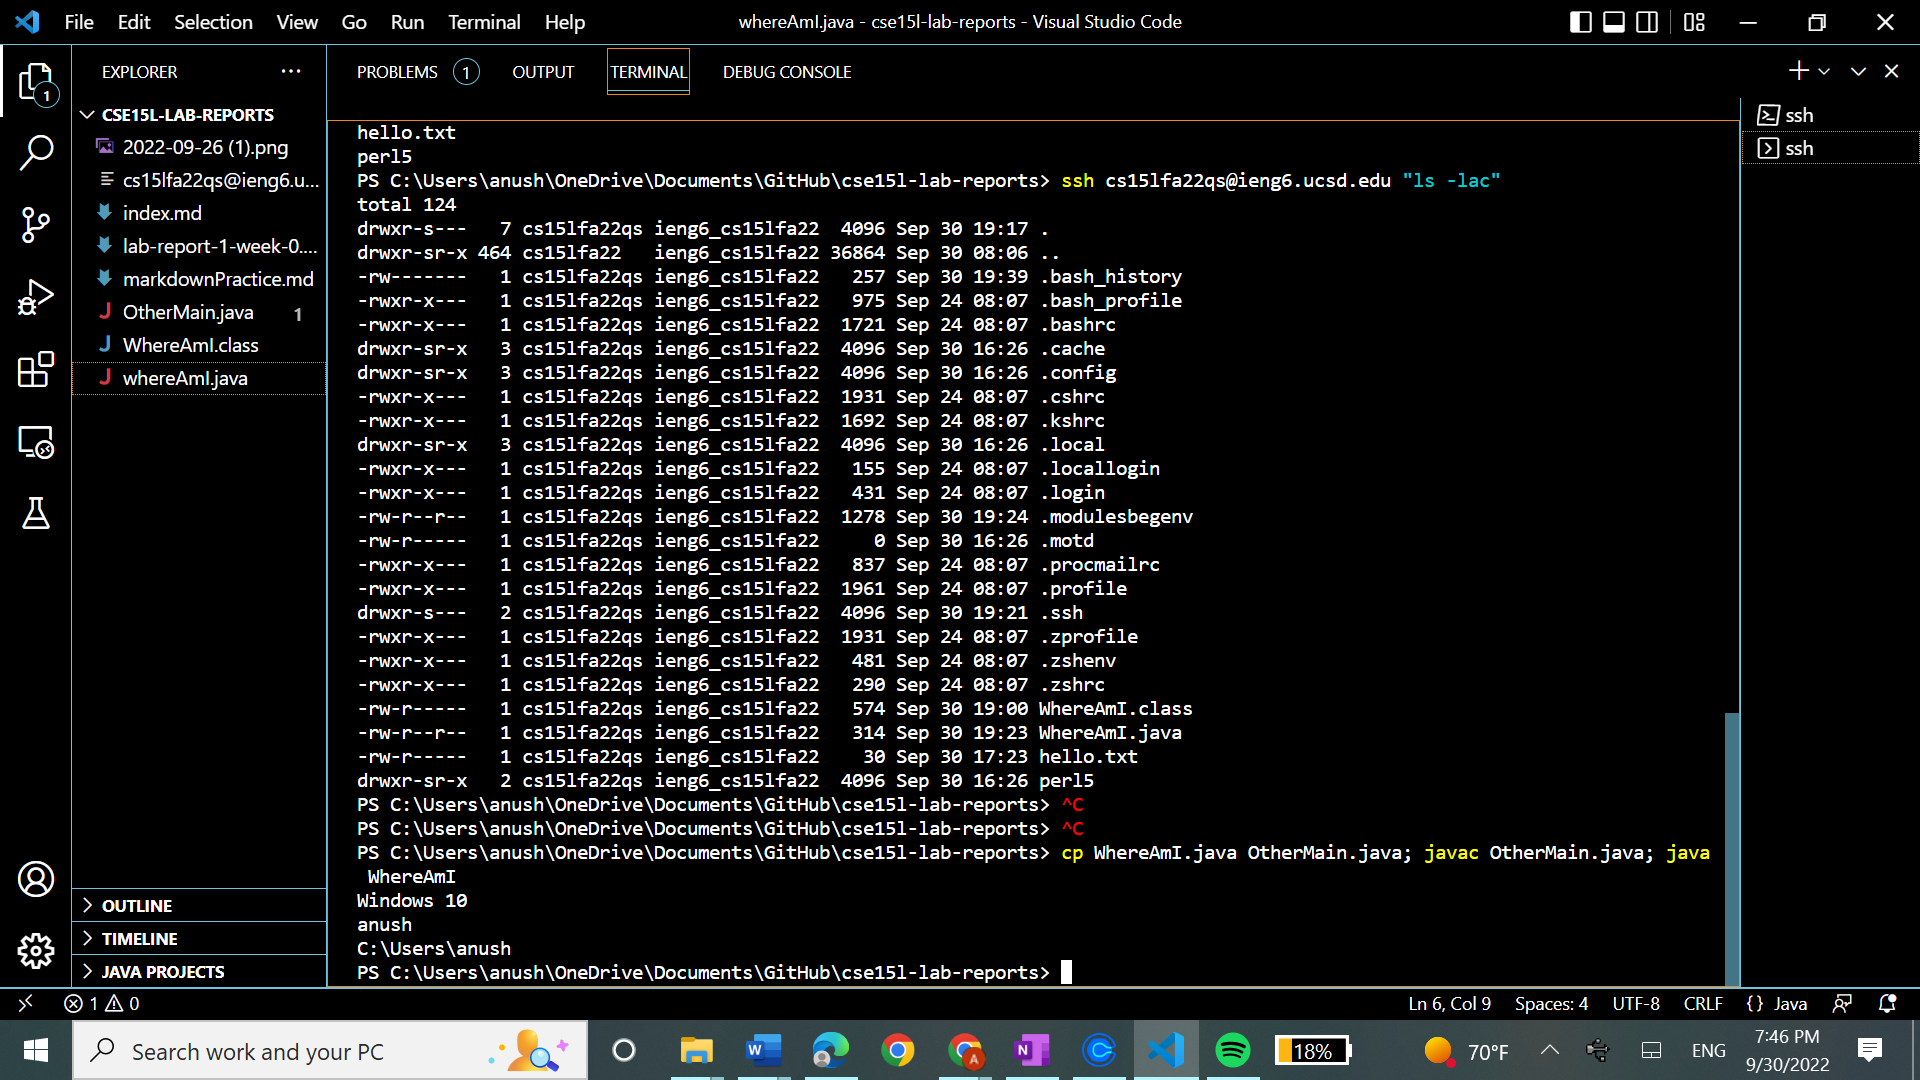 File Edit Selection View Go Run Terminal Help
whereAmI.java - cse15l-lab-reports - Visual Studio Code
EXPLORER
CSE15L-LAB-REPORTS
2022-09-26 (1).png
cs15lfa22qs@ieng6.u...
index.md
lab-report-1-week-0....
markdownPractice.md
OtherMain.java 1
WhereAmI.class
whereAmI.java
OUTLINE
TIMELINE
JAVA PROJECTS
1
PROBLEMS 1 OUTPUT TERMINAL DEBUG CONSOLE
hello.txt
perl5
PS C:\Users\anush\OneDrive\Documents\GitHub\cse15l-lab-reports> ssh cs15lfa22qs@ieng6.ucsd.edu "ls -lac"
total 124
drwxr-s---   7 cs15lfa22qs ieng6_cs15lfa22  4096 Sep 30 19:17 .
drwxr-sr-x 464 cs15lfa22   ieng6_cs15lfa22 36864 Sep 30 08:06 ..
-rw-------   1 cs15lfa22qs ieng6_cs15lfa22   257 Sep 30 19:39 .bash_history
-rwxr-x---   1 cs15lfa22qs ieng6_cs15lfa22   975 Sep 24 08:07 .bash_profile
-rwxr-x---   1 cs15lfa22qs ieng6_cs15lfa22  1721 Sep 24 08:07 .bashrc
drwxr-sr-x   3 cs15lfa22qs ieng6_cs15lfa22  4096 Sep 30 16:26 .cache
drwxr-sr-x   3 cs15lfa22qs ieng6_cs15lfa22  4096 Sep 30 16:26 .config
-rwxr-x---   1 cs15lfa22qs ieng6_cs15lfa22  1931 Sep 24 08:07 .cshrc
-rwxr-x---   1 cs15lfa22qs ieng6_cs15lfa22  1692 Sep 24 08:07 .kshrc
drwxr-sr-x   3 cs15lfa22qs ieng6_cs15lfa22  4096 Sep 30 16:26 .local
-rwxr-x---   1 cs15lfa22qs ieng6_cs15lfa22   155 Sep 24 08:07 .locallogin
-rwxr-x---   1 cs15lfa22qs ieng6_cs15lfa22   431 Sep 24 08:07 .login
-rw-r--r--   1 cs15lfa22qs ieng6_cs15lfa22  1278 Sep 30 19:24 .modulesbegenv
-rw-r-----   1 cs15lfa22qs ieng6_cs15lfa22     0 Sep 30 16:26 .motd
-rwxr-x---   1 cs15lfa22qs ieng6_cs15lfa22   837 Sep 24 08:07 .procmailrc
-rwxr-x---   1 cs15lfa22qs ieng6_cs15lfa22  1961 Sep 24 08:07 .profile
drwxr-s---   2 cs15lfa22qs ieng6_cs15lfa22  4096 Sep 30 19:21 .ssh
-rwxr-x---   1 cs15lfa22qs ieng6_cs15lfa22  1931 Sep 24 08:07 .zprofile
-rwxr-x---   1 cs15lfa22qs ieng6_cs15lfa22   481 Sep 24 08:07 .zshenv
-rwxr-x---   1 cs15lfa22qs ieng6_cs15lfa22   290 Sep 24 08:07 .zshrc
-rw-r-----   1 cs15lfa22qs ieng6_cs15lfa22   574 Sep 30 19:00 WhereAmI.class
-rw-r--r--   1 cs15lfa22qs ieng6_cs15lfa22   314 Sep 30 19:23 WhereAmI.java
-rw-r-----   1 cs15lfa22qs ieng6_cs15lfa22    30 Sep 30 17:23 hello.txt
drwxr-sr-x   2 cs15lfa22qs ieng6_cs15lfa22  4096 Sep 30 16:26 perl5
PS C:\Users\anush\OneDrive\Documents\GitHub\cse15l-lab-reports> ^C
PS C:\Users\anush\OneDrive\Documents\GitHub\cse15l-lab-reports> ^C
PS C:\Users\anush\OneDrive\Documents\GitHub\cse15l-lab-reports> cp WhereAmI.java OtherMain.java; javac OtherMain.java; java
WhereAmI
Windows 10
anush
C:\Users\anush
PS C:\Users\anush\OneDrive\Documents\GitHub\cse15l-lab-reports>
ssh
ssh
1 0
Ln 6, Col 9 Spaces: 4 UTF-8 CRLF {} Java
Search work and your PC
W
A
N
18%
70°F
ENG
7:46 PM
9/30/2022